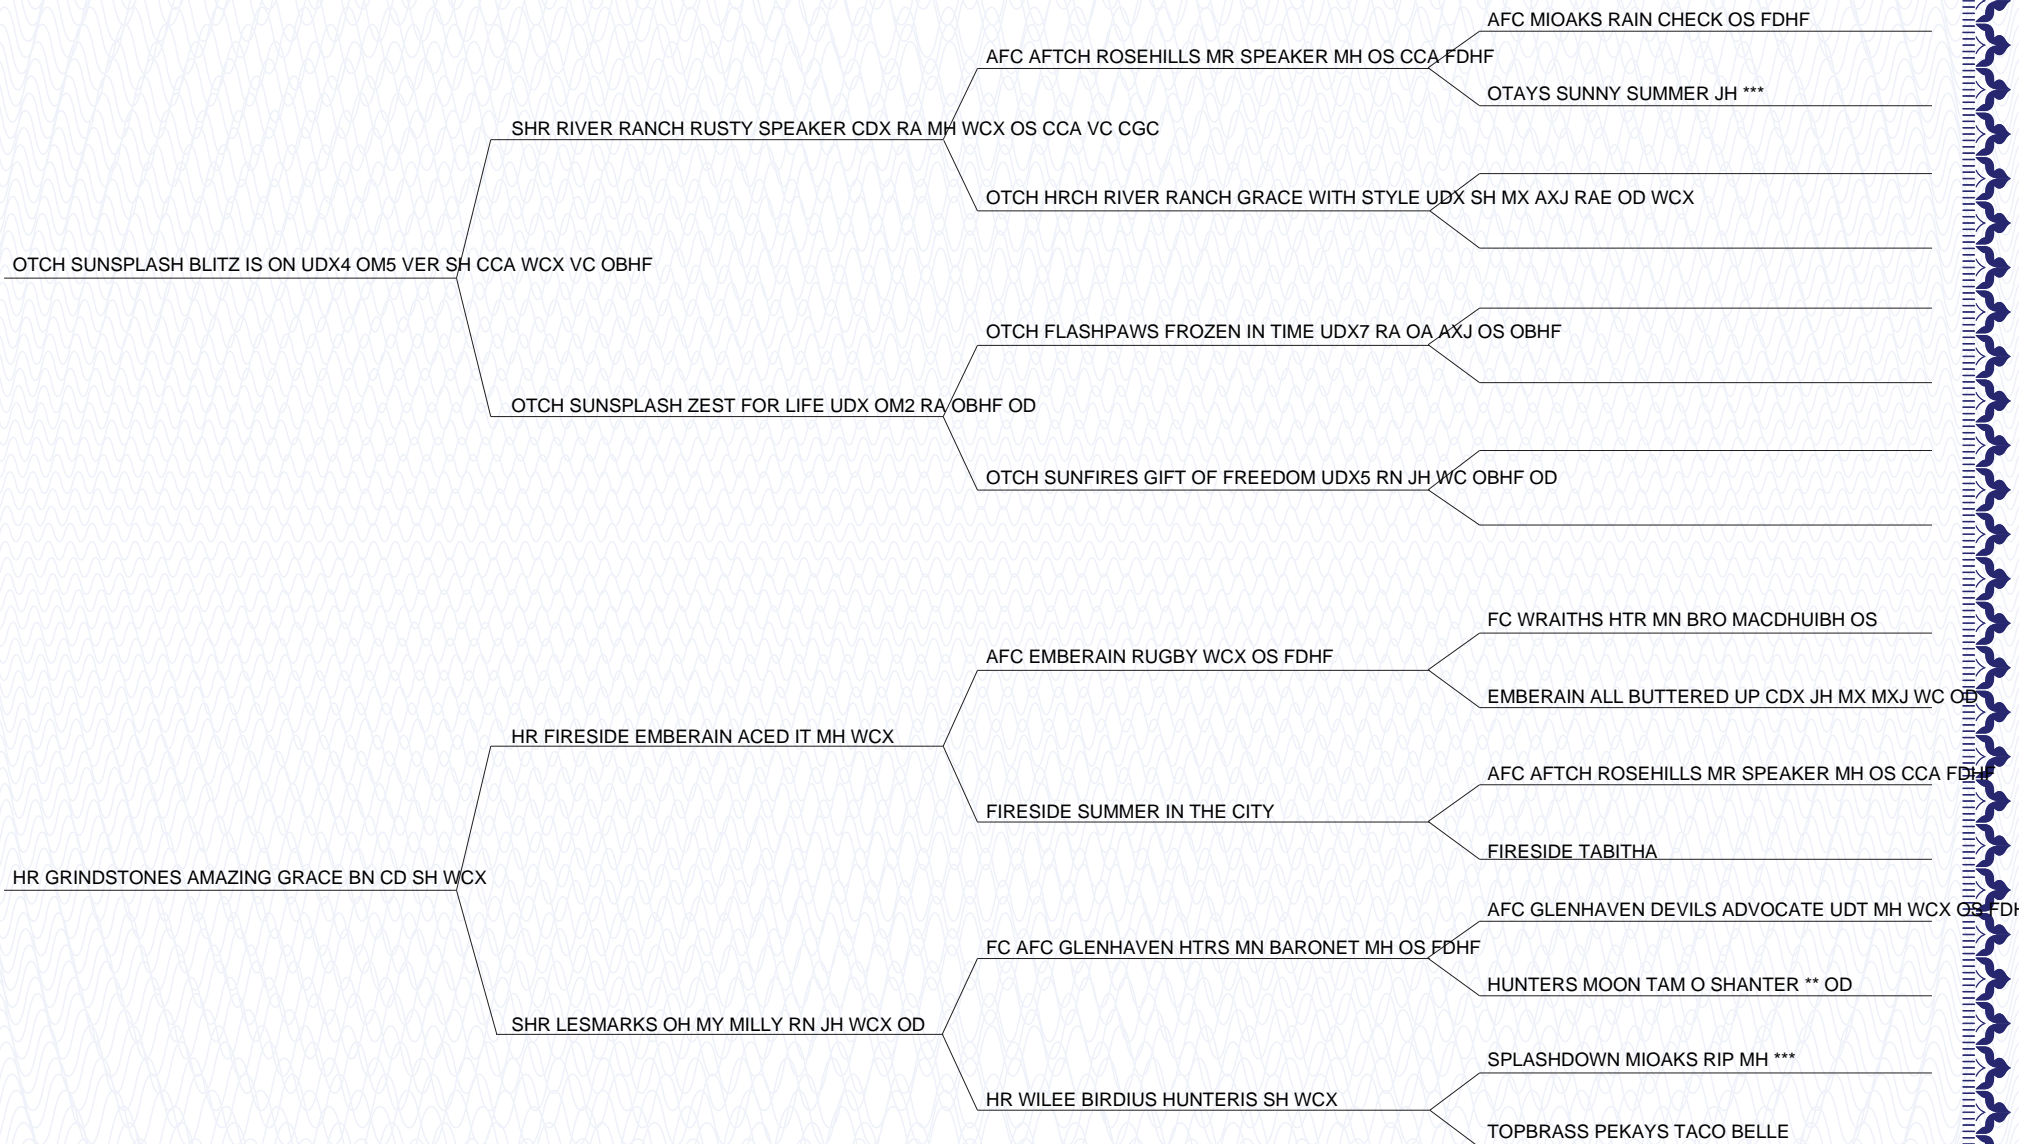 AFC MIOAKS RAIN CHECK OS FDHF
AFC AFTCH ROSEHILLS MR SPEAKER MH OS CCA FDHF
OTAYS SUNNY SUMMER JH ***
SHR RIVER RANCH RUSTY SPEAKER CDX RA MH WCX OS CCA VC CGC
OTCH HRCH RIVER RANCH GRACE WITH STYLE UDX SH MX AXJ RAE OD WCX
OTCH SUNSPLASH BLITZ IS ON UDX4 OM5 VER SH CCA WCX VC OBHF
OTCH FLASHPAWS FROZEN IN TIME UDX7 RA OA AXJ OS OBHF
OTCH SUNSPLASH ZEST FOR LIFE UDX OM2 RA OBHF OD
OTCH SUNFIRES GIFT OF FREEDOM UDX5 RN JH WC OBHF OD
FC WRAITHS HTR MN BRO MACDHUIBH OS
AFC EMBERAIN RUGBY WCX OS FDHF
EMBERAIN ALL BUTTERED UP CDX JH MX MXJ WC OD
HR FIRESIDE EMBERAIN ACED IT MH WCX
AFC AFTCH ROSEHILLS MR SPEAKER MH OS CCA FDHF
FIRESIDE SUMMER IN THE CITY
FIRESIDE TABITHA
HR GRINDSTONES AMAZING GRACE BN CD SH WCX
AFC GLENHAVEN DEVILS ADVOCATE UDT MH WCX OS
FC AFC GLENHAVEN HTRS MN BARONET MH OS FDHF
HUNTERS MOON TAM O SHANTER ** OD
SHR LESMARKS OH MY MILLY RN JH WCX OD
SPLASHDOWN MIOAKS RIP MH ***
HR WILEE BIRDIUS HUNTERIS SH WCX
TOPBRASS PEKAYS TACO BELLE